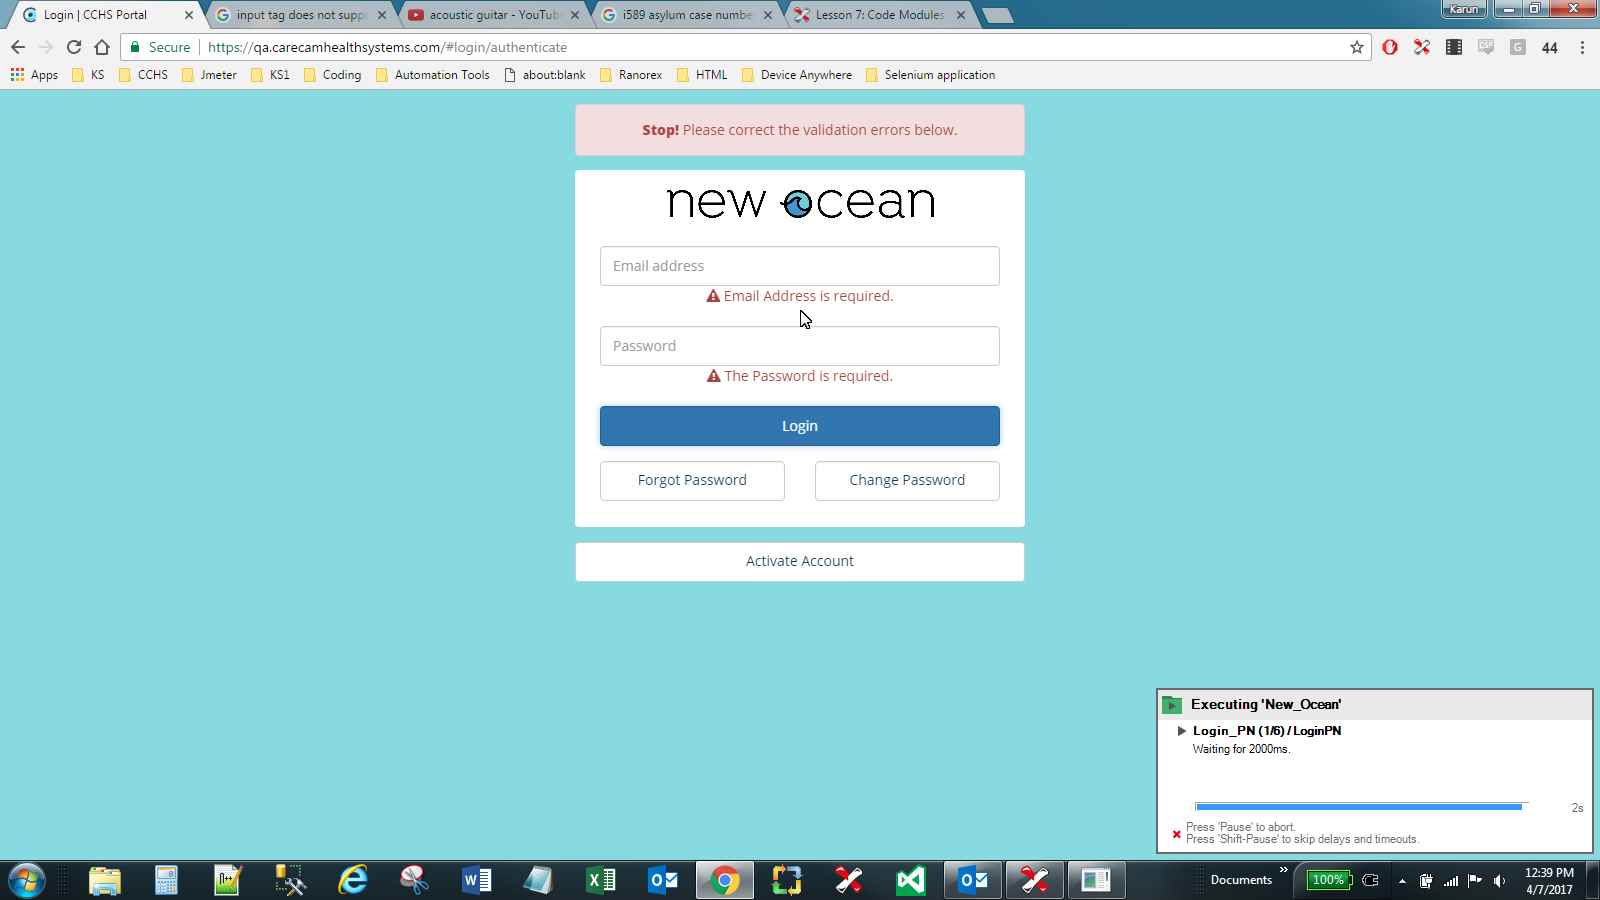 Login | CCHS Portal
input tag does not supp
acoustic guitar - YouTub
i589 asylum case numbe
Lesson 7: Code Modules
Karun
Secure
https://qa.carecamhealthsystems.com/#login/authenticate
44
Apps
KS
CCHS
Jmeter
KS1
Coding
Automation Tools
about:blank
Ranorex
HTML
Device Anywhere
Selenium application
Stop! Please correct the validation errors below.
new ocean
Email address
Email Address is required.
Password
The Password is required.
Login
Forgot Password
Change Password
Activate Account
Executing 'New_Ocean'
Login_PN (1/6) / LoginPN
Waiting for 2000ms.
2s
Press 'Pause' to abort.
Press 'Shift-Pause' to skip delays and timeouts.
Documents
100%
12:39 PM
4/7/2017